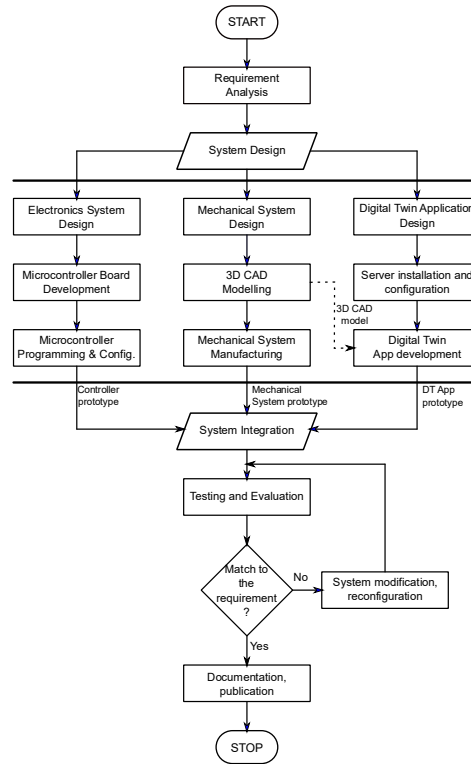 START
Requirement
Analysis
System Design
Electronics System
Design
Mechanical System
Design
Digital Twin Application
Design
Microcontroller Board
Development
3D CAD
Modelling
Server installation and
configuration
3D CAD
model
Microcontroller
Programming & Config.
Mechanical System
Manufacturing
Digital Twin
App development
Controller
prototype
Mechanical
System prototype
DT App
prototype
System Integration
Testing and Evaluation
Match to
the
requirement
?
No
System modification,
reconfiguration
Yes
Documentation,
publication
STOP